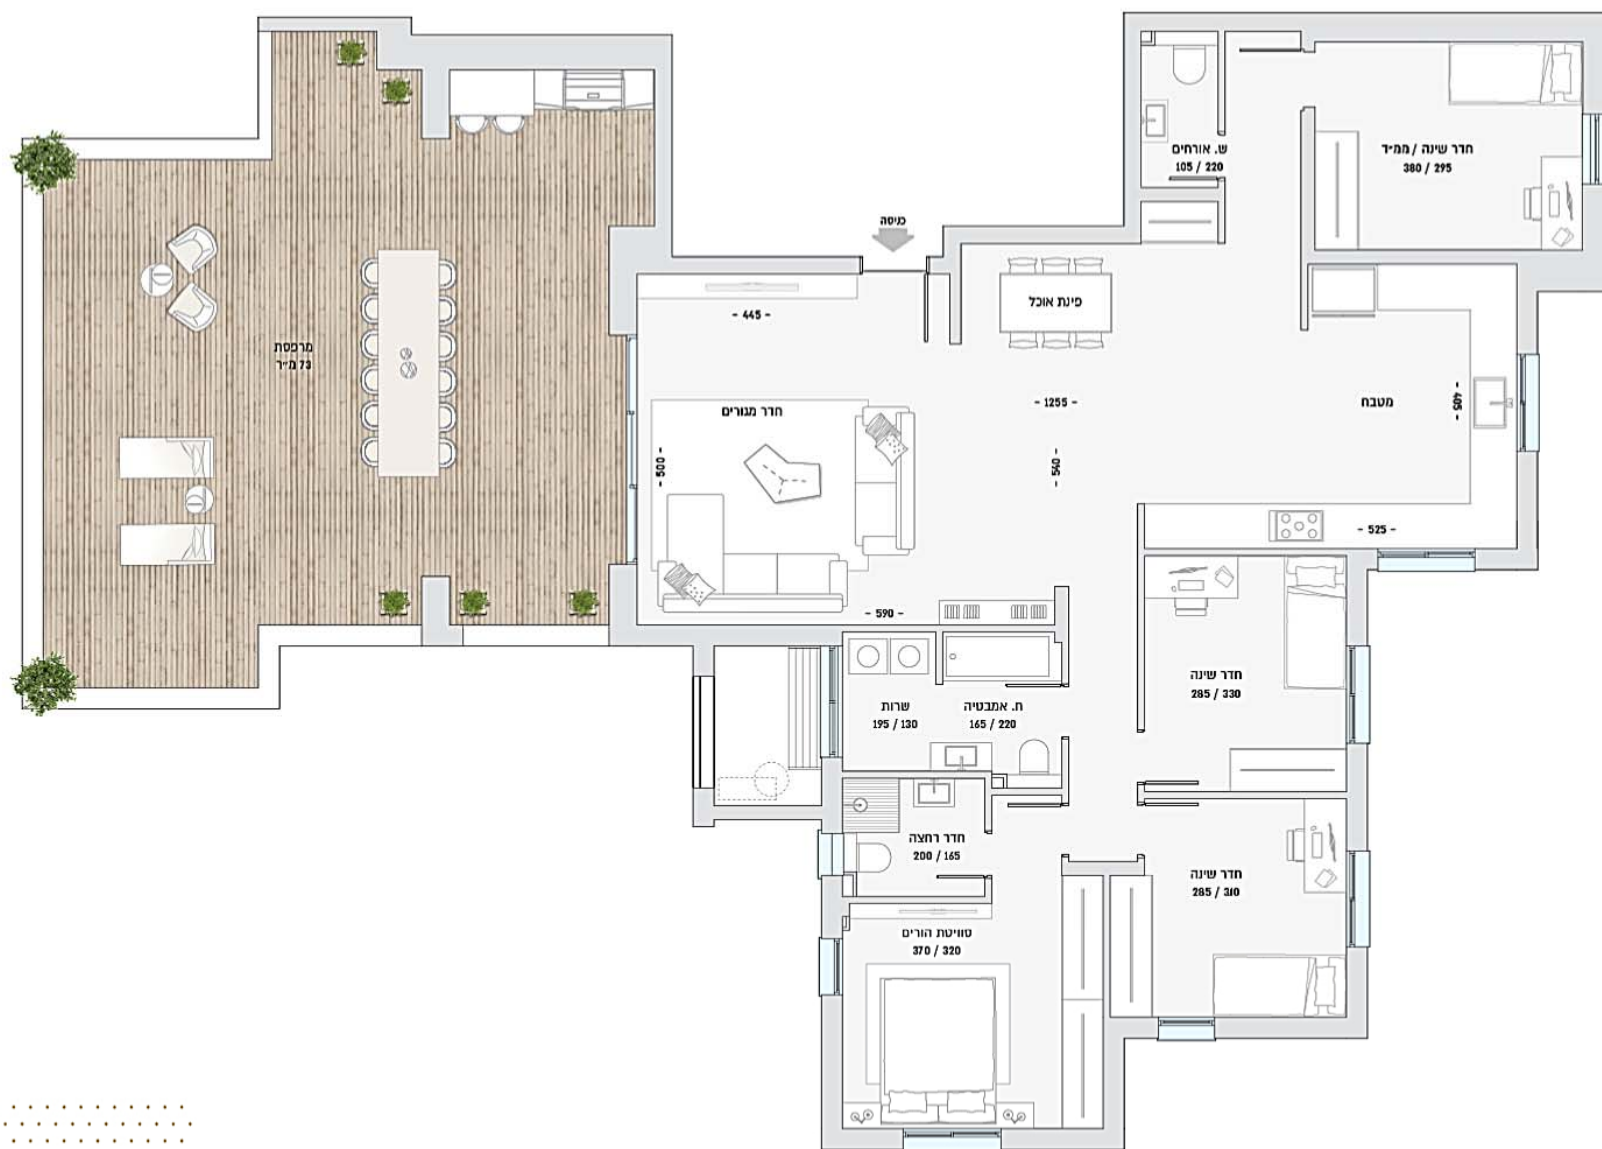 ש. אורחים
105 / 220
חדר שינה / ממ״ד
380 / 295
כניסה
פינת אוכל
- 445 -
מרפסת
73 מ״ר
חדר מגורים
- 1255 -
מטבח
- 405 -
- 500 -
- 540 -
- 525 -
- 590 -
חדר שינה
285 / 330
שרות
195 / 130
ח. אמבטיה
165 / 220
חדר רחצה
200 / 165
חדר שינה
285 / 310
סוויטת הורים
370 / 320